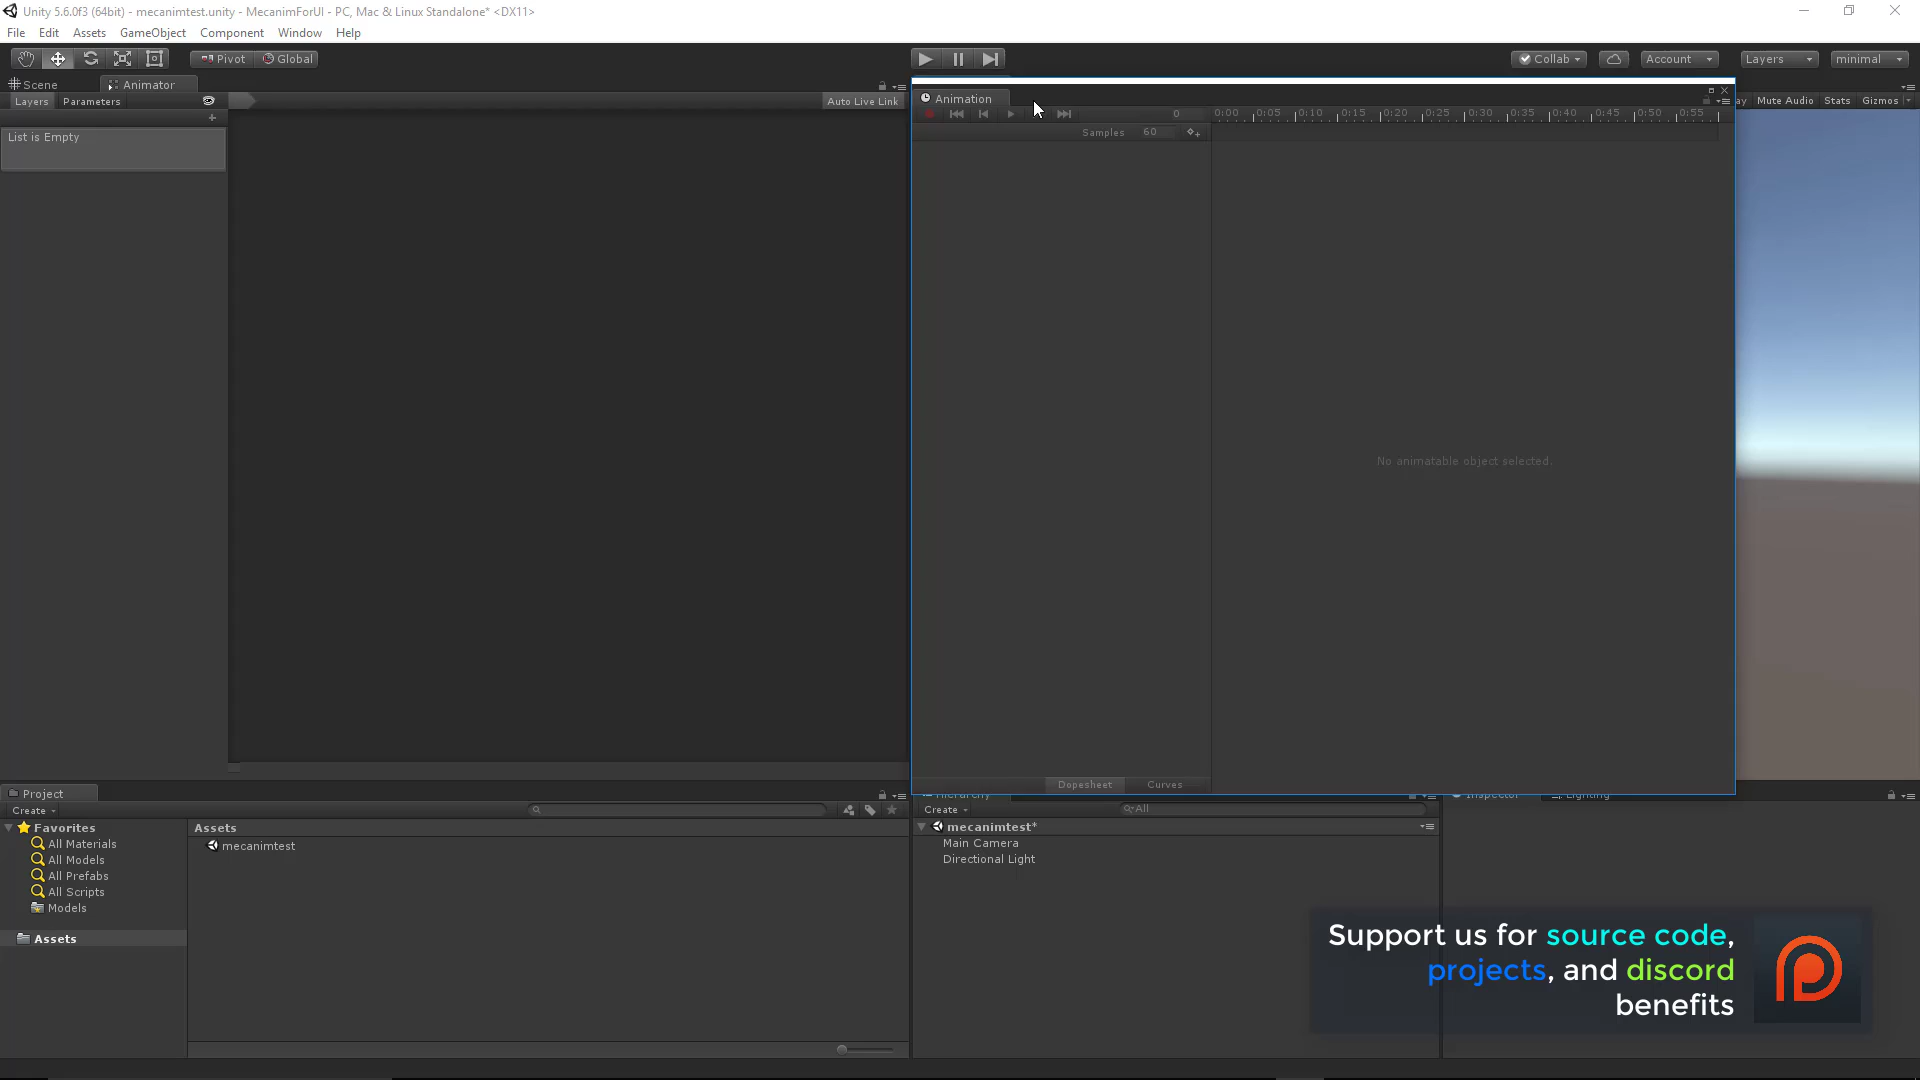 Unity 5.6.0f3 (64bit) - mecanimtest.unity - MecanimForUI - PC, Mac & Linux Standalone* <DX11>
File Edit Assets GameObject Component Window Help
Pivot Global Collab Account Layers minimal
Scene Animator
Layers Parameters Auto Live Link
List is Empty
Animation
Mute Audio Stats Gizmos
0 0:00 0:05 0:10 0:15 0:20 0:25 0:30 0:35 0:40 0:45 0:50 0:55
Samples 60
No animatable object selected.
Dopesheet Curves
Project
Create
Favorites
All Materials
All Models
All Prefabs
All Scripts
Models
Assets
Assets
mecanimtest
Hierarchy
Create All
mecanimtest*
Main Camera
Directional Light
Inspector Lighting
Support us for source code,
projects, and discord
benefits